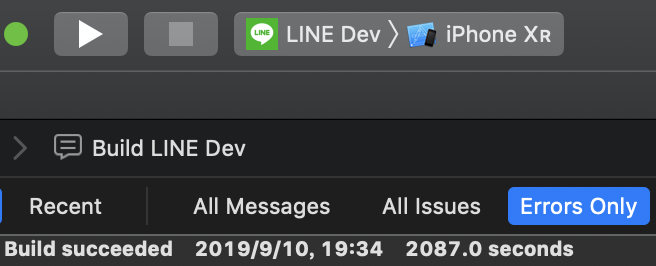 LINE LINE Dev iPhone XR
Build LINE Dev
Recent All Messages All Issues Errors Only
Build succeeded 2019/9/10, 19:34 2087.0 seconds